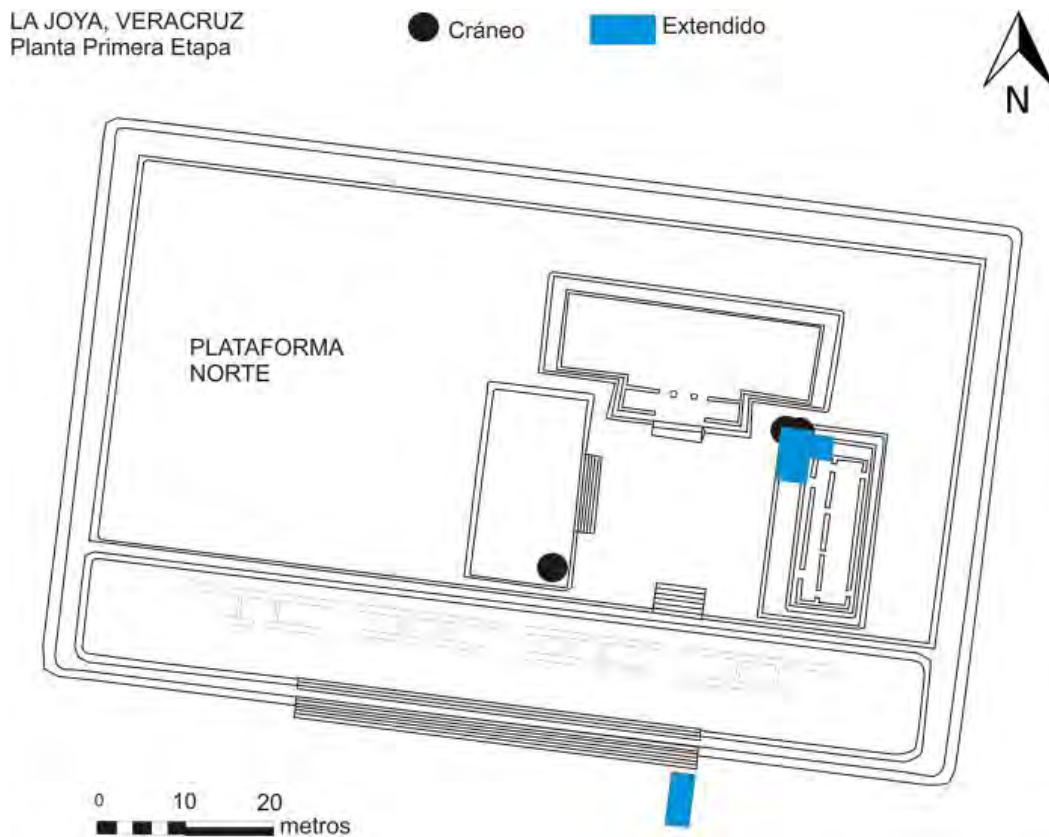 LA JOYA, VERACRUZ
Planta Primera Etapa
Cráneo
Extendido
N
PLATAFORMA
NORTE
0 10 20
metros